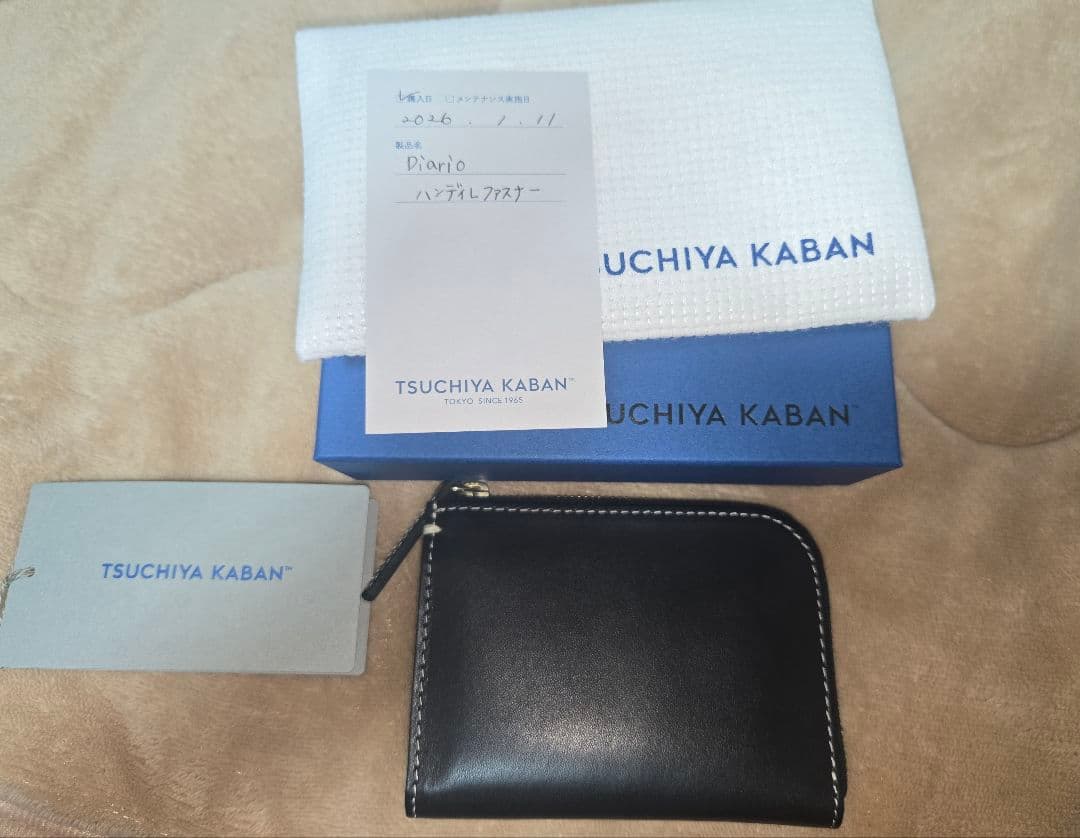 購入日 メンテナンス実施日
2026.1.11
製品名
Diario
ハンディLファスナー
TSUCHIYA KABAN™
TOKYO SINCE 1965
SUCHIYA KABAN
UCHIYA KABAN™
TSUCHIYA KABAN™